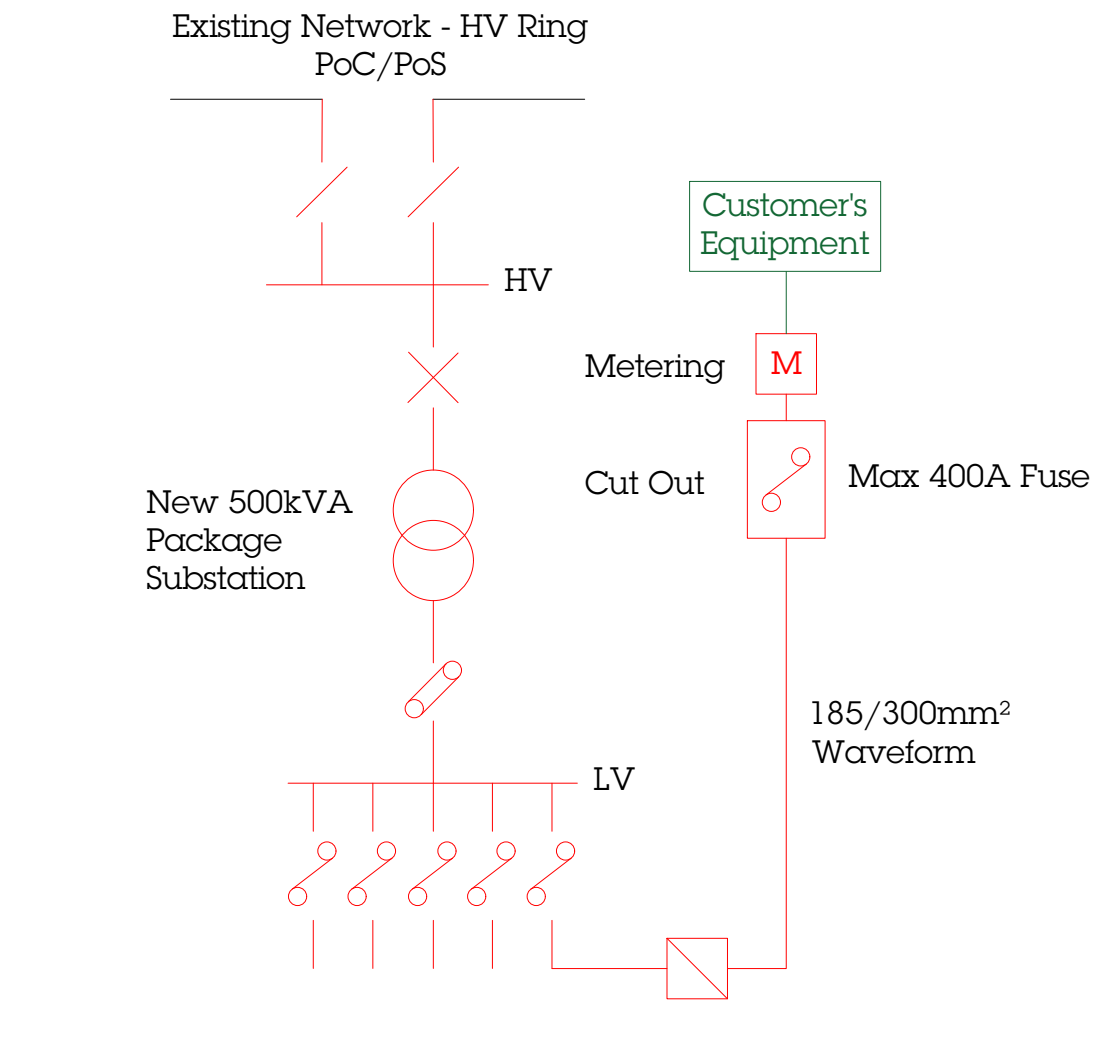 Existing Network - HV Ring
PoC/PoS
Customer's
Equipment
HV
Metering
M
Cut Out
Max 400A Fuse
New 500kVA
Package
Substation
185/300mm²
Waveform
LV